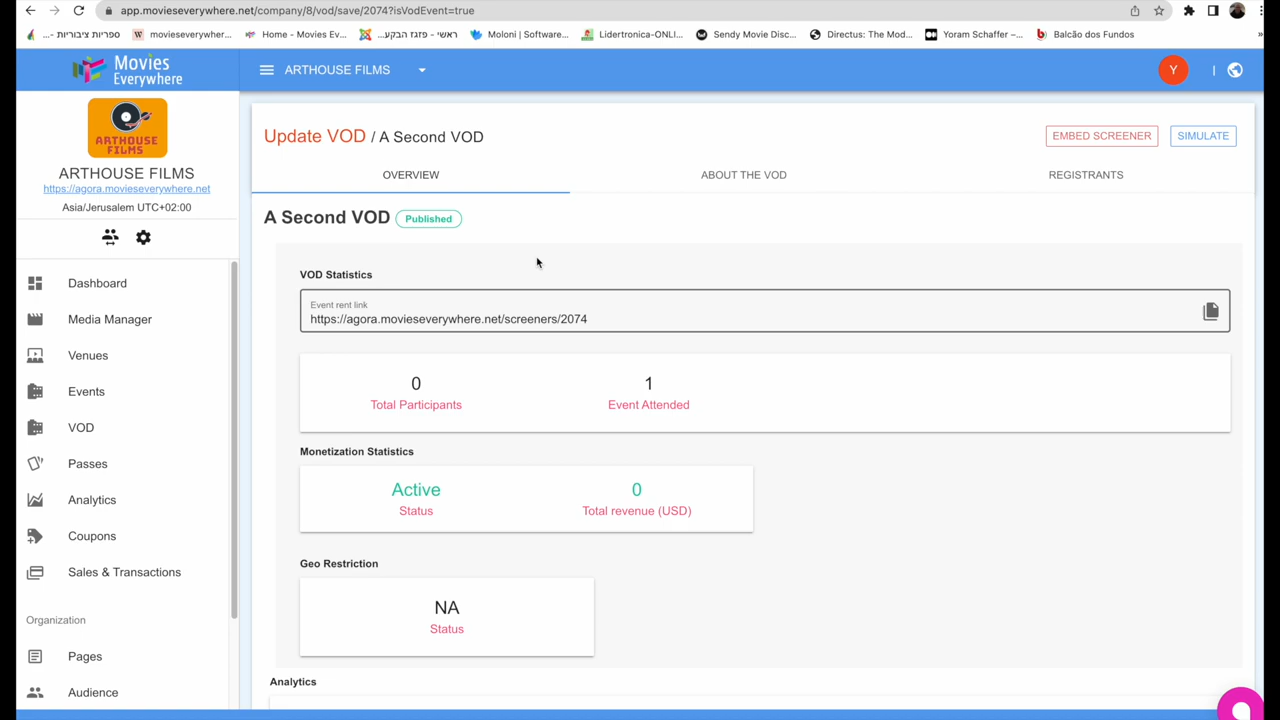 app.movieseverywhere.net/company/8/vod/save/2074?isVodEvent=true
ספריות ציבוריות -...
movieseverywhere...
Home - Movies Ev...
ראשי - פזגז הבקע...
Moloni | Software...
Lidertronica-ONLI...
Sendy Movie Disc...
Directus: The Mod...
Yoram Schaffer –...
Balcão dos Fundos
»
Movies
Everywhere
ARTHOUSE FILMS
Y
|
ARTHOUSE
FILMS
ARTHOUSE FILMS
https://agora.movieseverywhere.net
Asia/Jerusalem UTC+02:00
Dashboard
Media Manager
Venues
Events
VOD
Passes
Analytics
Coupons
Sales & Transactions
Organization
Pages
Audience
Update VOD / A Second VOD
EMBED SCREENER
SIMULATE
OVERVIEW
ABOUT THE VOD
REGISTRANTS
A Second VOD
Published
VOD Statistics
Event rent link
https://agora.movieseverywhere.net/screeners/2074
0
Total Participants
1
Event Attended
Monetization Statistics
Active
Status
0
Total revenue (USD)
Geo Restriction
NA
Status
Analytics